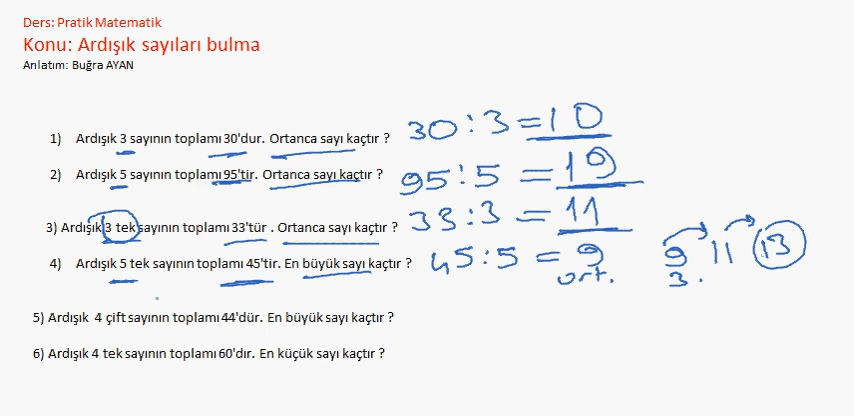 Ders: Pratik Matematik
Konu: Ardışık sayıları bulma
Anlatım: Buğra AYAN
1) Ardışık 3 sayının toplamı 30'dur. Ortanca sayı kaçtır ? 30:3=10
2) Ardışık 5 sayının toplamı 95'tir. Ortanca sayı kaçtır ? 95:5=19
3) Ardışık 3 tek sayının toplamı 33'tür . Ortanca sayı kaçtır ? 33:3=11
4) Ardışık 5 tek sayının toplamı 45'tir. En büyük sayı kaçtır ? 45:5=9 9 11 13
ort. 3.
5) Ardışık 4 çift sayının toplamı 44'dür. En büyük sayı kaçtır ?
6) Ardışık 4 tek sayının toplamı 60'dır. En küçük sayı kaçtır ?